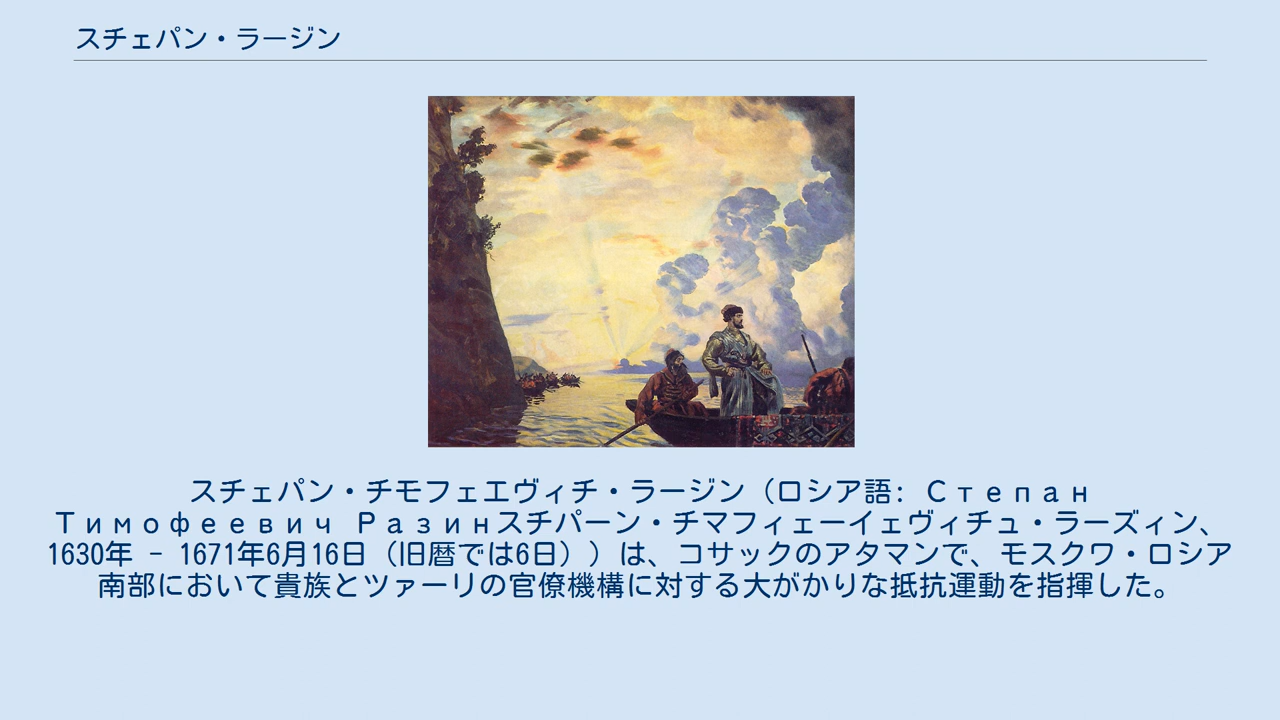 スチェパン・ラージン
スチェパン・チモフェエヴィチ・ラージン（ロシア語: Степан
Тимофеевич Разинスチパーン・チマフィェーイェヴィチュ・ラーズィン、
1630年 - 1671年6月16日（旧暦では6日））は、コサックのアタマンで、モスクワ・ロシア
南部において貴族とツァーリの官僚機構に対する大がかりな抵抗運動を指揮した。